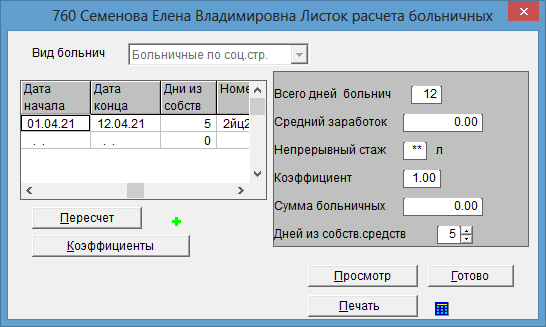 760 Семенова Елена Владимировна Листок расчета больничных
Вид больнич Больничные по соц.стр.
Дата начала Дата конца Дни из собств Номе
01.04.21 12.04.21 5 2йц2
. . . . 0
Пересчет
Коэффициенты
Всего дней больнич 12
Средний заработок 0.00
Непрерывный стаж ** л
Коэффициент 1.00
Сумма больничных 0.00
Дней из собств.средств 5
Просмотр Готово
Печать